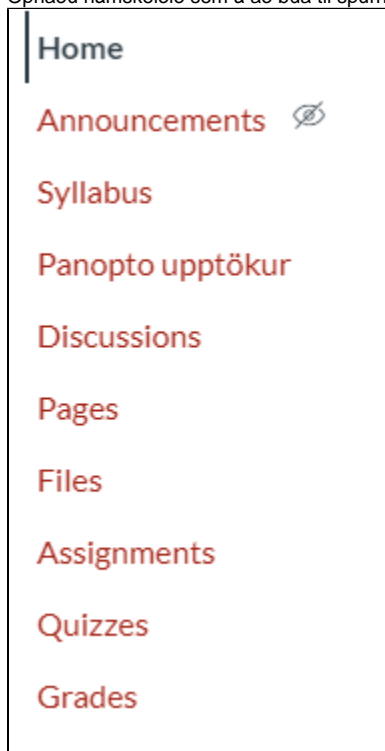 Home
Announcements
Syllabus
Panopto upptökur
Discussions
Pages
Files
Assignments
Quizzes
Grades